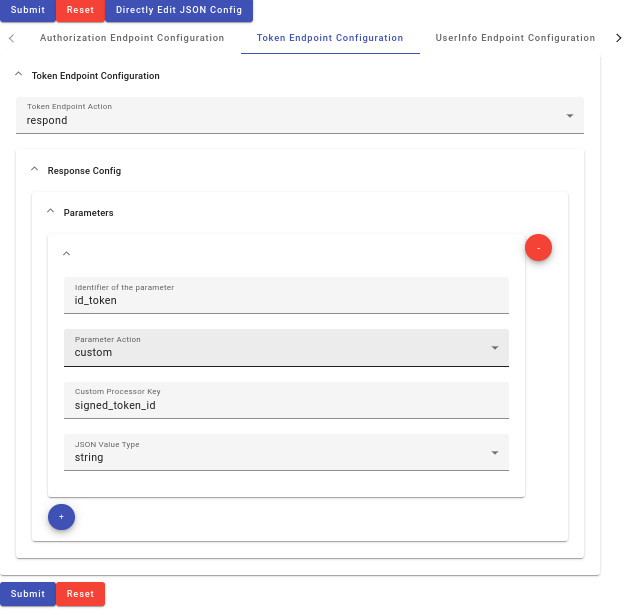 Submit Reset Directly Edit JSON Config
Authorization Endpoint Configuration Token Endpoint Configuration UserInfo Endpoint Configuration
Token Endpoint Configuration
Token Endpoint Action
respond
Response Config
Parameters
-
Identifier of the parameter
id_token
Parameter Action
custom
Custom Processor Key
signed_token_id
JSON Value Type
string
+
Submit Reset